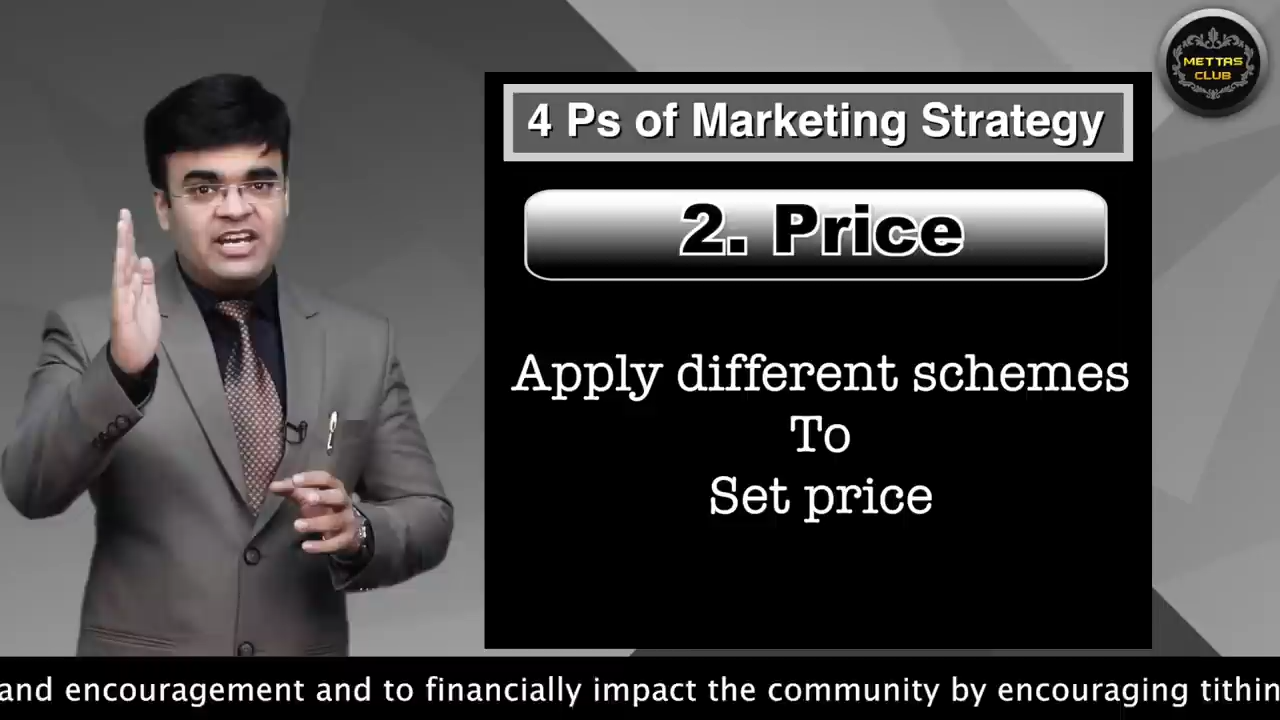 METTAS
CLUB
4 Ps of Marketing Strategy
2. Price
Apply different schemes
To
Set price
and encouragement and to financially impact the community by encouraging